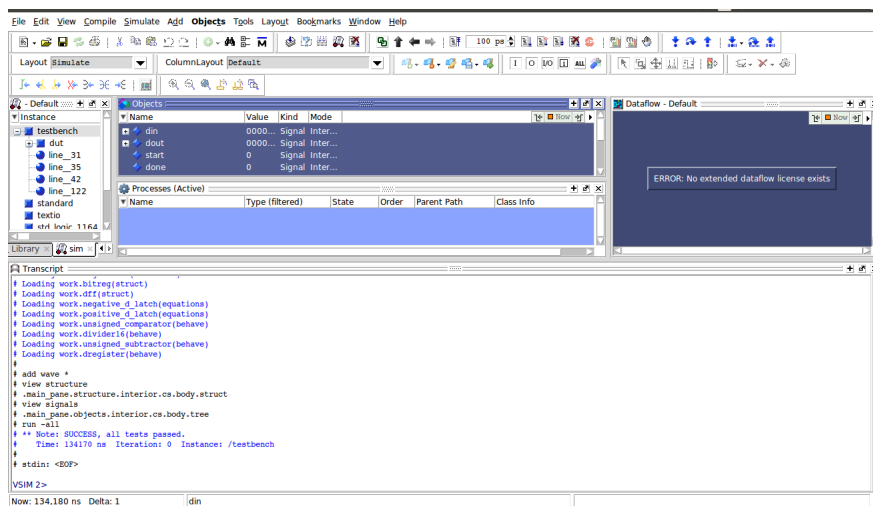 File Edit View Compile Simulate Add Objects Tools Layout Bookmarks Window Help
100 ps
Layout Simulate ColumnLayout Default
I O I/O ALL
- Default Objects Dataflow - Default
Instance Name Value Kind Mode Now Now
testbench din 0000... Signal Inter...
dut dout 0000... Signal Inter...
line__31 start 0 Signal Inter...
line__35 done 0 Signal Inter...
line__42
line__122
standard
textio
std_logic_1164
Library sim
Processes (Active)
Name Type (filtered) State Order Parent Path Class Info
ERROR: No extended dataflow license exists
Transcript
# Loading work.bitreg(struct)
# Loading work.dff(struct)
# Loading work.negative_d_latch(equations)
# Loading work.positive_d_latch(equations)
# Loading work.unsigned_comparator(behave)
# Loading work.divider16(behave)
# Loading work.unsigned_subtractor(behave)
# Loading work.dregister(behave)
#
# add wave *
# view structure
# .main_pane.structure.interior.cs.body.struct
# view signals
# .main_pane.objects.interior.cs.body.tree
# run -all
# ** Note: SUCCESS, all tests passed.
# Time: 134170 ns Iteration: 0 Instance: /testbench
#
# stdin: <EOF>
VSIM 2>
Now: 134,180 ns Delta: 1 din